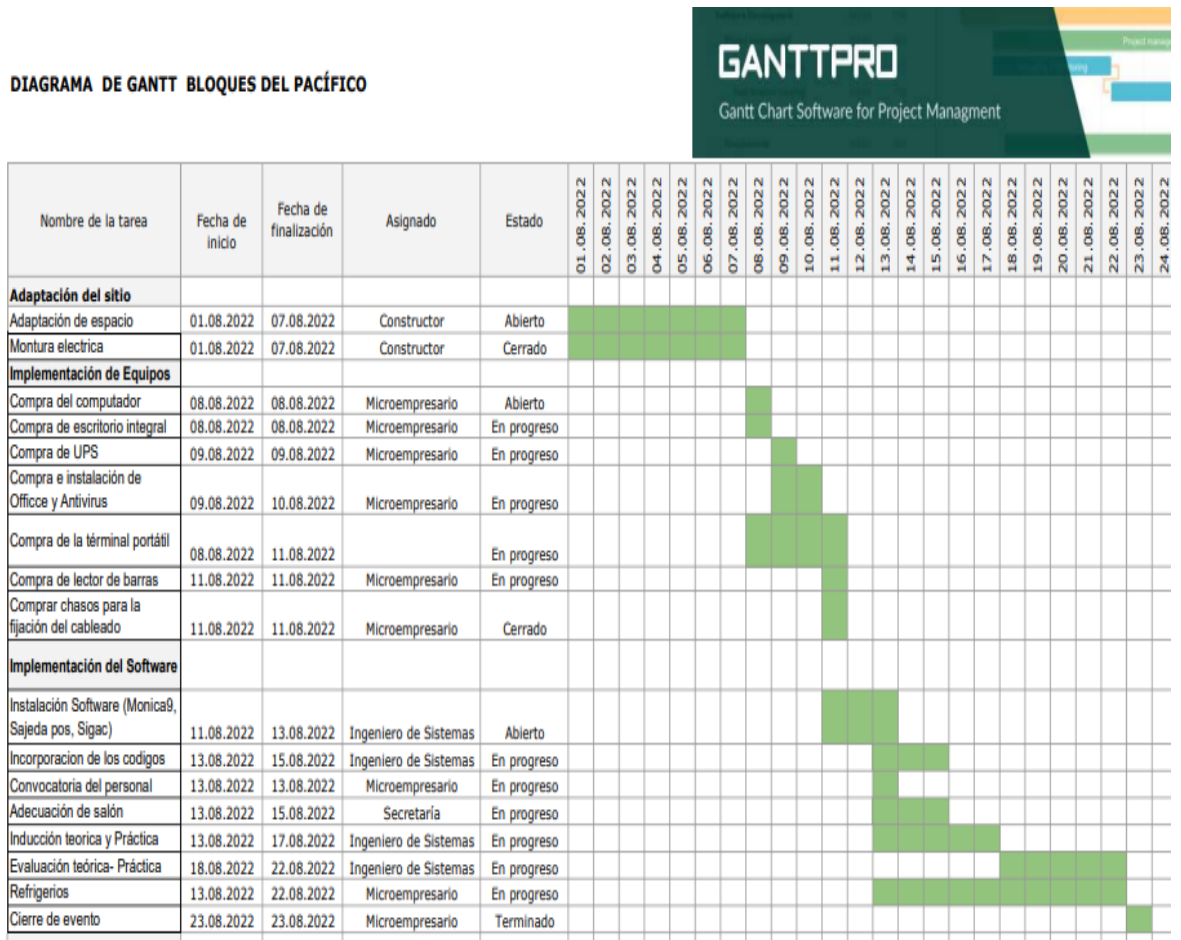 GANTTPRO
Gantt Chart Software for Project Managment
DIAGRAMA DE GANTT BLOQUES DEL PACÍFICO
Nombre de la tarea Fecha de inicio Fecha de finalización Asignado Estado 01.08.2022 02.08.2022 03.08.2022 04.08.2022 05.08.2022 06.08.2022 07.08.2022 08.08.2022 09.08.2022 10.08.2022 11.08.2022 12.08.2022 13.08.2022 14.08.2022 15.08.2022 16.08.2022 17.08.2022 18.08.2022 19.08.2022 20.08.2022 21.08.2022 22.08.2022 23.08.2022 24.08.2022
Adaptación del sitio
Adaptación de espacio 01.08.2022 07.08.2022 Constructor Abierto
Montura electrica 01.08.2022 07.08.2022 Constructor Cerrado
Implementación de Equipos
Compra del computador 08.08.2022 08.08.2022 Microempresario Abierto
Compra de escritorio integral 08.08.2022 08.08.2022 Microempresario En progreso
Compra de UPS 09.08.2022 09.08.2022 Microempresario En progreso
Compra e instalación de
Officce y Antivirus 09.08.2022 10.08.2022 Microempresario En progreso
Compra de la términal portátil 08.08.2022 11.08.2022 En progreso
Compra de lector de barras 11.08.2022 11.08.2022 Microempresario En progreso
Comprar chasos para la
fijación del cableado 11.08.2022 11.08.2022 Microempresario Cerrado
Implementación del Software
Instalación Software (Monica9,
Sajeda pos, Sigac) 11.08.2022 13.08.2022 Ingeniero de Sistemas Abierto
Incorporacion de los codigos 13.08.2022 15.08.2022 Ingeniero de Sistemas En progreso
Convocatoria del personal 13.08.2022 13.08.2022 Microempresario En progreso
Adecuación de salón 13.08.2022 15.08.2022 Secretaría En progreso
Inducción teorica y Práctica 13.08.2022 17.08.2022 Ingeniero de Sistemas En progreso
Evaluación teórica- Práctica 18.08.2022 22.08.2022 Ingeniero de Sistemas En progreso
Refrigerios 13.08.2022 22.08.2022 Microempresario En progreso
Cierre de evento 23.08.2022 23.08.2022 Microempresario Terminado